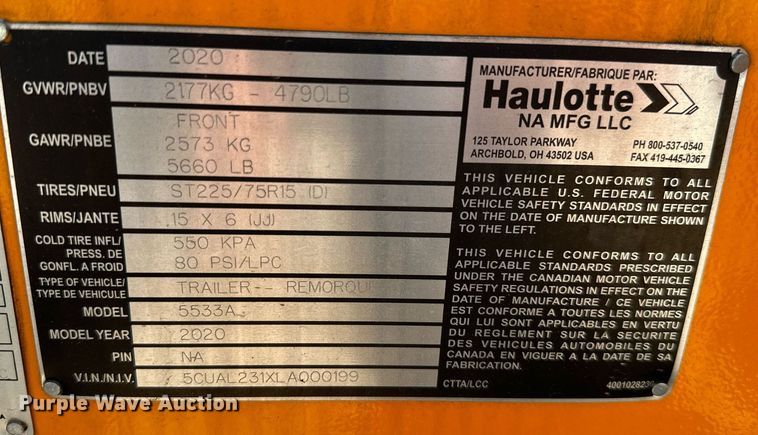 DATE 2020
GVWR/PNBV 2177KG - 4790LB
GAWR/PNBE FRONT
2573 KG
5660 LB
TIRES/PNEU ST225/75R15 (D)
RIMS/JANTE 15 X 6 (JJ)
COLD TIRE INFL/
PRESS. DE
GONFL. A FROID
550 KPA
80 PSI/LPC
TYPE OF VEHICLE/
TYPE DE VEHICULE
TRAILER-- REMORQUE
MODEL 5533A
MODEL YEAR 2020
PIN NA
V.I.N./N.I.V. 5CUAL231XLA000199
MANUFACTURER/FABRIQUE PAR:
Haulotte
NA MFG LLC
125 TAYLOR PARKWAY PH 800-537-0540
ARCHBOLD, OH 43502 USA FAX 419-445-0367
THIS VEHICLE CONFORMS TO ALL
APPLICABLE U.S. FEDERAL MOTOR
VEHICLE SAFETY STANDARDS IN EFFECT
ON THE DATE OF MANUFACTURE SHOWN
TO THE LEFT.
THIS VEHICLE CONFORMS TO ALL
APPLICABLE STANDARDS PRESCRIBED
UNDER THE CANADIAN MOTOR VEHICLE
SAFETY REGULATIONS IN EFFECT ON THE
DATE OF MANUFACTURE / CE VEHICLE
EST CONFORME A TOUTES LES NORMES
QUI LUI SONT APPLICABLES EN VERTU
DU REGLEMENT SUR LA SECURITE
DES VEHICULES AUTOMOBILES DU
CANADA EN VIGUER A LA DATE DE SA
FABRICATION.
CTTA/LCC 4001028230
Purple Wave Auction